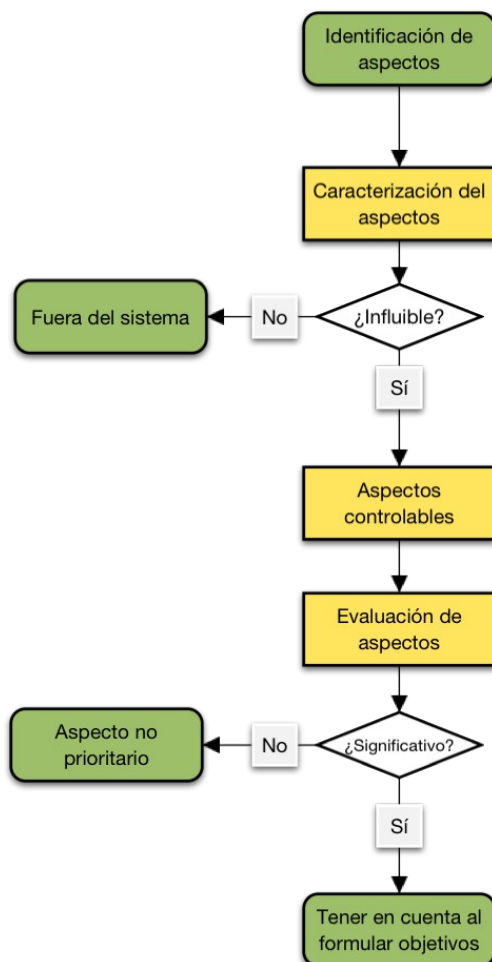 Identificación de
aspectos
Caracterización del
aspectos
¿Influible?
No
Fuera del sistema
Sí
Aspectos
controlables
Evaluación de
aspectos
¿Significativo?
No
Aspecto no
prioritario
Sí
Tener en cuenta al
formular objetivos